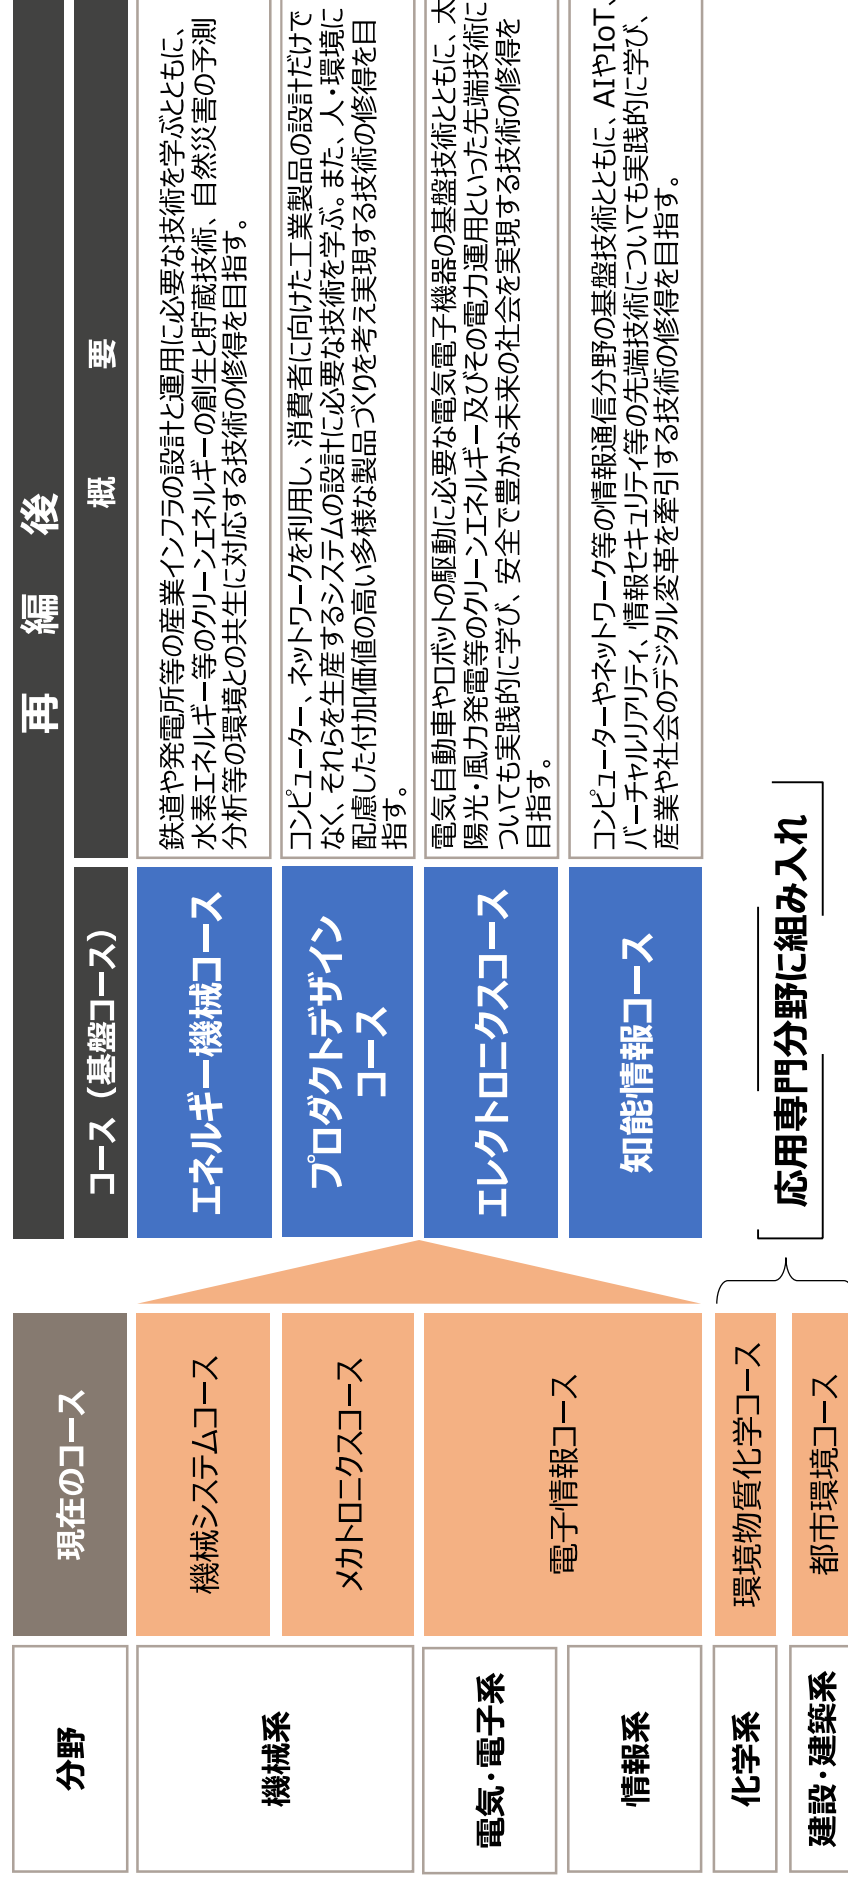 再編後
分野
現在のコース
コース（基盤コース）
概要
機械系
機械システムコース
エネルギー機械コース
鉄道や発電所等の産業インフラの設計と運用に必要な技術を学ぶとともに、
水素エネルギー等のクリーンエネルギーの創生と貯蔵技術、自然災害の予測
分析等の環境との共生に対応する技術の修得を目指す。
メカトロニクスコース
プロダクトデザイン
コース
コンピューター、ネットワークを利用し、消費者に向けた工業製品の設計だけで
なく、それらを生産するシステムの設計に必要な技術を学ぶ。また、人・環境に
配慮した付加価値の高い多様な製品づくりを考え実現する技術の修得を目
指す。
電気・電子系
電子情報コース
エレクトロニクスコース
電気自動車やロボットの駆動に必要な電気電子機器の基盤技術とともに、太
陽光・風力発電等のクリーンエネルギー及びその電力運用といった先端技術に
ついても実践的に学び、安全で豊かな未来の社会を実現する技術の修得を
目指す。
情報系
知能情報コース
コンピューターやネットワーク等の情報通信分野の基盤技術とともに、AIやIoT、
バーチャルリアリティ、情報セキュリティ等の先端技術についても実践的に学び、
産業や社会のデジタル変革を牽引する技術の修得を目指す。
化学系
環境物質化学コース
応用専門分野に組み入れ
建設・建築系
都市環境コース